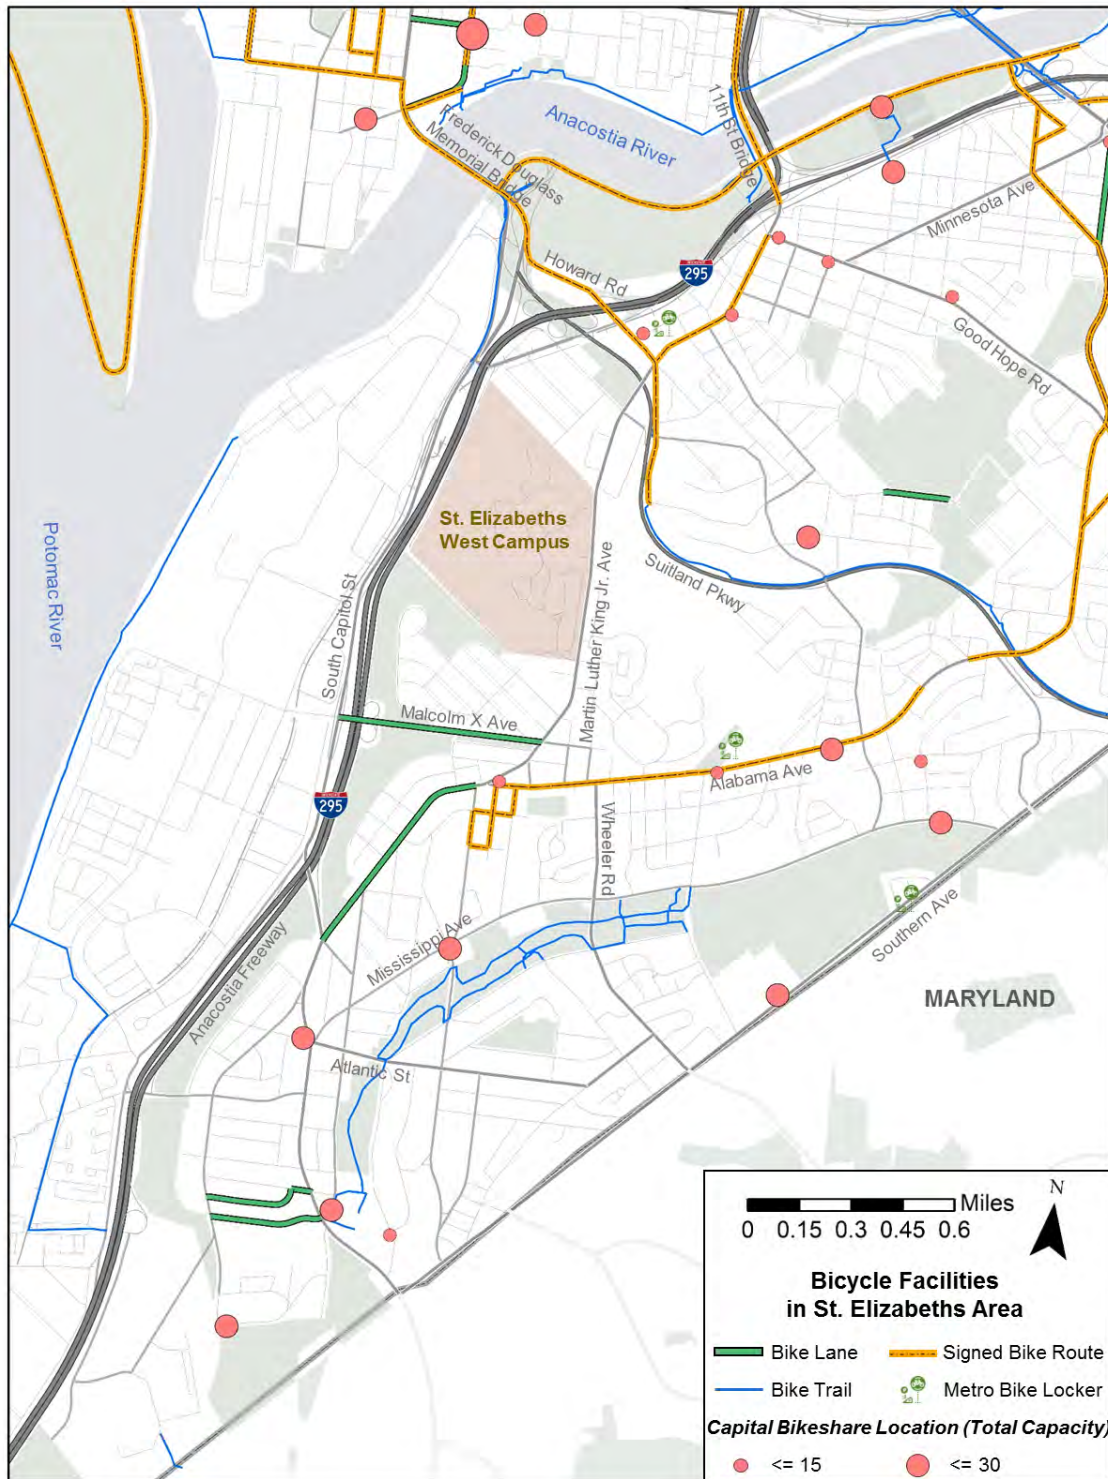 Anacostia River
11th St Bridge
Frederick Douglass
Memorial Bridge
Minnesota Ave
Howard Rd
295
Good Hope Rd
St. Elizabeths
West Campus
Potomac River
Suitland Pkwy
South Capitol St
Martin Luther King Jr. Ave
Malcolm X Ave
Alabama Ave
295
Wheeler Rd
Mississippi Ave
Southern Ave
Anacostia Freeway
MARYLAND
Atlantic St
Miles
N
0 0.15 0.3 0.45 0.6
Bicycle Facilities
in St. Elizabeths Area
Bike Lane Signed Bike Route
Bike Trail Metro Bike Locker
Capital Bikeshare Location (Total Capacity)
<= 15 <= 30